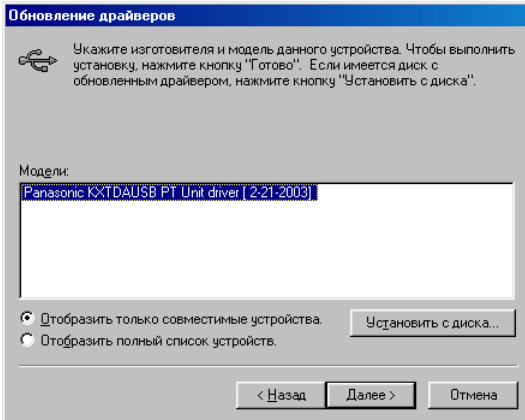 Обновление драйверов
Укажите изготовителя и модель данного устройства. Чтобы выполнить
установку, нажмите кнопку "Готово". Если имеется диск с
обновленным драйвером, нажмите кнопку "Установить с диска".
Модели:
Panasonic KXTDAUSB PT Unit driver [ 2-21-2003]
Отобразить только совместимые устройства.
Установить с диска...
Отобразить полный список устройств.
< Назад
Далее >
Отмена